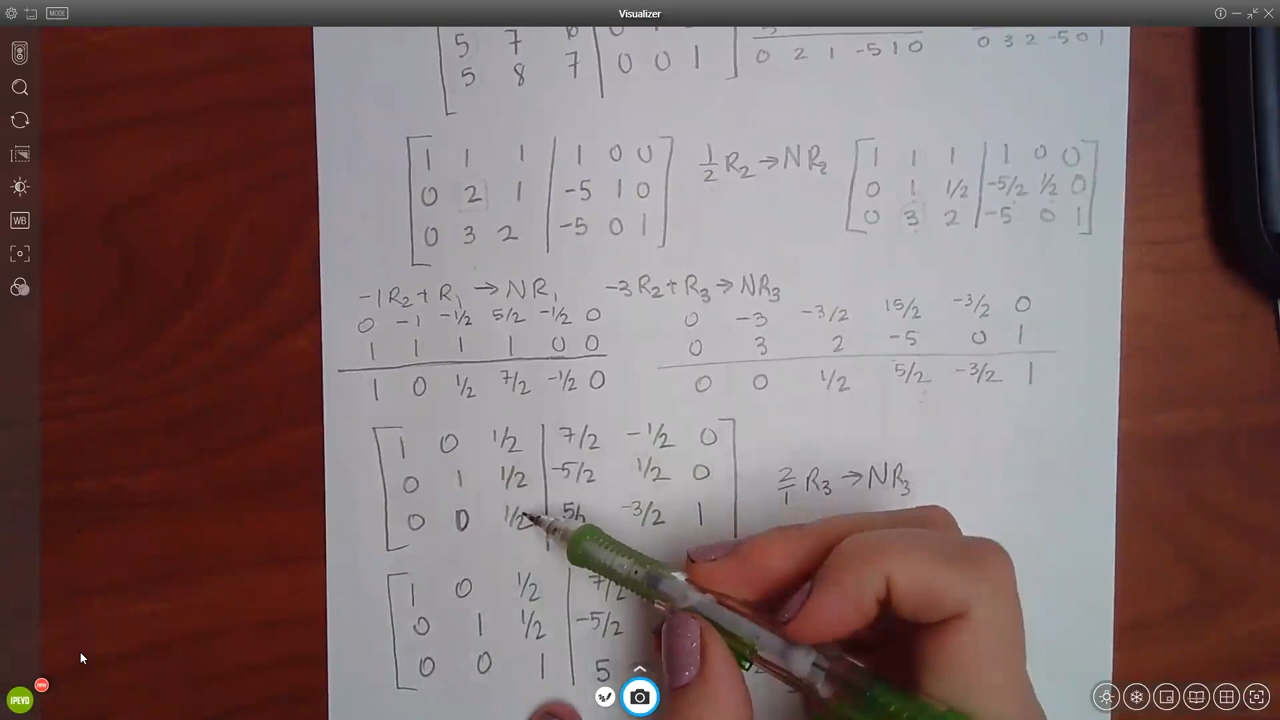 MODE
Visualizer
5 7 6
5 8 7 | 0 0 1
0 2 1 -5 1 0
0 3 2 -5 0 1
1 1 1 | 1 0 0
0 2 1 | -5 1 0
0 3 2 | -5 0 1
1/2 R2 → NR2
1 1 1 | 1 0 0
0 1 1/2 | -5/2 1/2 0
0 3 2 | -5 0 1
-1R2 + R1 → NR1
0 -1 -1/2 5/2 -1/2 0
1 1 1 1 0 0
1 0 1/2 7/2 -1/2 0
-3R2 + R3 → NR3
0 -3 -3/2 15/2 -3/2 0
0 3 2 -5 0 1
0 0 1/2 5/2 -3/2 1
1 0 1/2 | 7/2 -1/2 0
0 1 1/2 | -5/2 1/2 0
0 0 1/2 | -3/2 1
2/1 R3 → NR3
1 0 1/2 | 7/2
0 1 1/2 | -5/2
0 0 1 | 5
WB
IPEVO
new